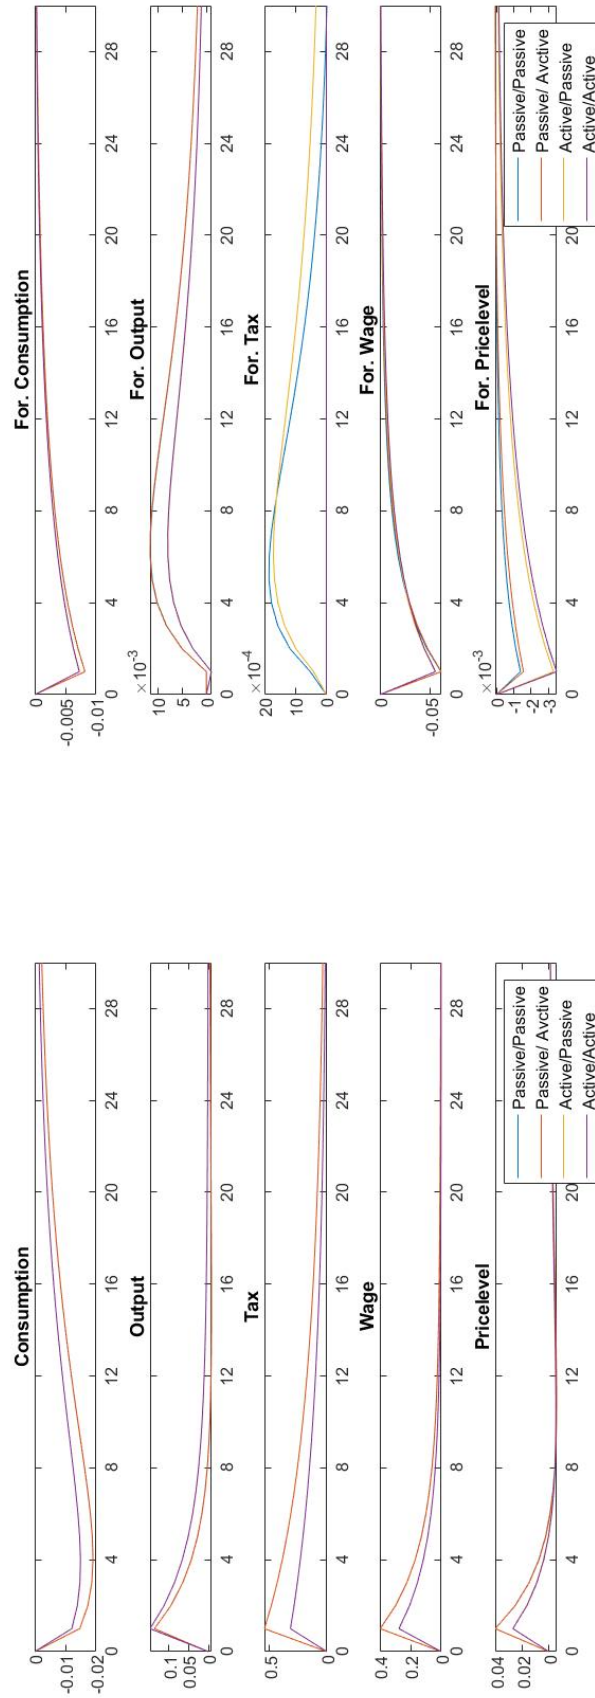 Consumption
0
-0.01
-0.02
0 4 8 12 16 20 24 28
Output
0.1
0.05
0
0 4 8 12 16 20 24 28
Tax
0.5
0
0 4 8 12 16 20 24 28
Wage
0.4
0.2
0
0 4 8 12 16 20 24 28
Pricelevel
0.04
0.02
0
0 4 8 12 16 20
Passive/Passive
Passive/ Avctive
Active/Passive
Active/Active
For. Consumption
0
-0.005
-0.01
0 4 8 12 16 20 24 28
For. Output
×10⁻³
10
5
0
0 4 8 12 16 20 24 28
For. Tax
×10⁻⁴
20
10
0
0 4 8 12 16 20 24 28
For. Wage
0
-0.05
0 4 8 12 16 20 24 28
For. Pricelevel
×10⁻³
0
-1
-2
-3
0 4 8 12 16 20
Passive/Passive
Passive/ Avctive
Active/Passive
Active/Active